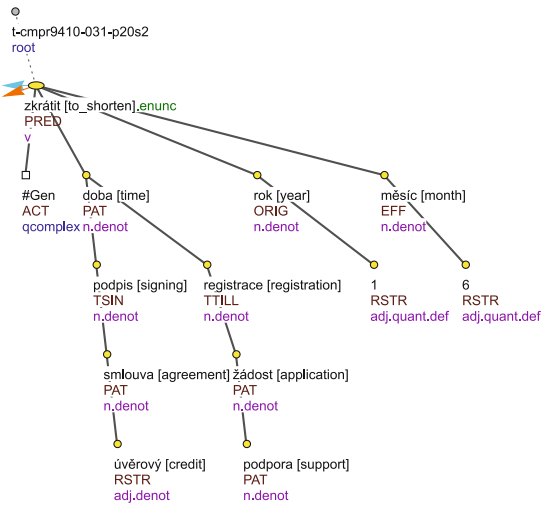 t-cmpr9410-031-p20s2
root
zkrátit [to_shorten].enunc
PRED
v
#Gen
ACT
qcomplex
doba [time]
PAT
n.denot
rok [year]
ORIG
n.denot
měsíc [month]
EFF
n.denot
podpis [signing]
TSIN
n.denot
registrace [registration]
TTILL
n.denot
1
RSTR
adj.quant.def
6
RSTR
adj.quant.def
smlouva [agreement]
PAT
n.denot
žádost [application]
PAT
n.denot
úvěrový [credit]
RSTR
adj.denot
podpora [support]
PAT
n.denot